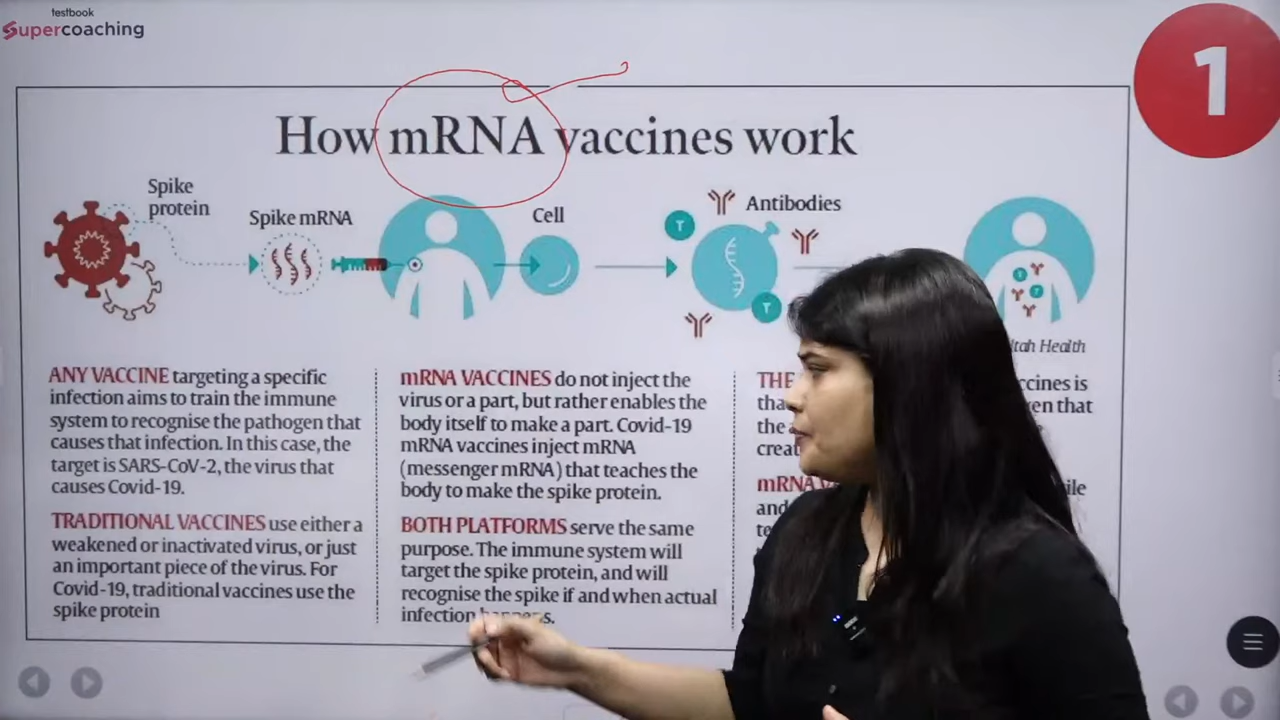 testbook
Supercoaching
1
How mRNA vaccines work
Spike
protein
Spike mRNA
Cell
Antibodies
T
T
T
T
Health
ANY VACCINE targeting a specific
infection aims to train the immune
system to recognise the pathogen that
causes that infection. In this case, the
target is SARS-CoV-2, the virus that
causes Covid-19.
TRADITIONAL VACCINES use either a
weakened or inactivated virus, or just
an important piece of the virus. For
Covid-19, traditional vaccines use the
spike protein
mRNA VACCINES do not inject the
virus or a part, but rather enables the
body itself to make a part. Covid-19
mRNA vaccines inject mRNA
(messenger mRNA) that teaches the
body to make the spike protein.
BOTH PLATFORMS serve the same
purpose. The immune system will
target the spike protein, and will
recognise the spike if and when actual
infection happens.
THE
is
that
the
mRNA
and